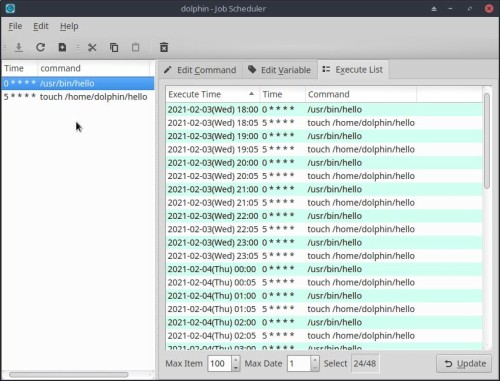 dolphin - Job Scheduler
File Edit Help
Time command
0 * * * * /usr/bin/hello
5 * * * * touch /home/dolphin/hello
Edit Command Edit Variable Execute List
Execute Time Time Command
2021-02-03(Wed) 18:00 0 * * * * /usr/bin/hello
2021-02-03(Wed) 18:05 5 * * * * touch /home/dolphin/hello
2021-02-03(Wed) 19:00 0 * * * * /usr/bin/hello
2021-02-03(Wed) 19:05 5 * * * * touch /home/dolphin/hello
2021-02-03(Wed) 20:00 0 * * * * /usr/bin/hello
2021-02-03(Wed) 20:05 5 * * * * touch /home/dolphin/hello
2021-02-03(Wed) 21:00 0 * * * * /usr/bin/hello
2021-02-03(Wed) 21:05 5 * * * * touch /home/dolphin/hello
2021-02-03(Wed) 22:00 0 * * * * /usr/bin/hello
2021-02-03(Wed) 22:05 5 * * * * touch /home/dolphin/hello
2021-02-03(Wed) 23:00 0 * * * * /usr/bin/hello
2021-02-03(Wed) 23:05 5 * * * * touch /home/dolphin/hello
2021-02-04(Thu) 00:00 0 * * * * /usr/bin/hello
2021-02-04(Thu) 00:05 5 * * * * touch /home/dolphin/hello
2021-02-04(Thu) 01:00 0 * * * * /usr/bin/hello
2021-02-04(Thu) 01:05 5 * * * * touch /home/dolphin/hello
2021-02-04(Thu) 02:00 0 * * * * /usr/bin/hello
2021-02-04(Thu) 02:05 5 * * * * touch /home/dolphin/hello
2021-02-04(Thu) 03:00 0 * * * * /usr/bin/hello
Max Item 100 Max Date 1 Select 24/48 Update